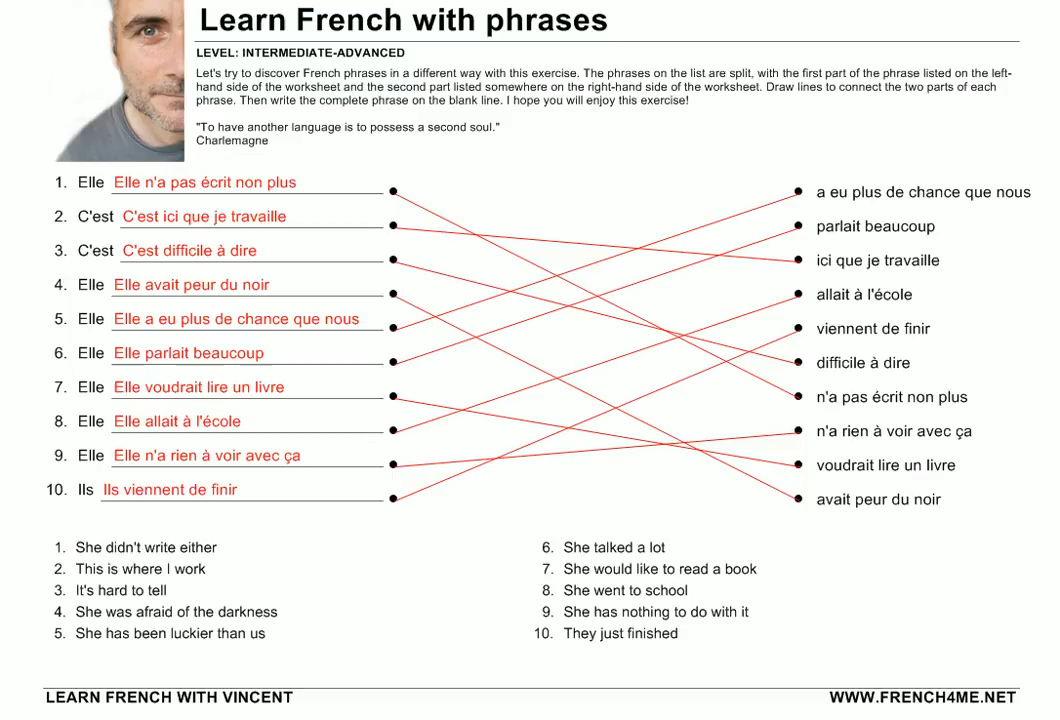 Learn French with phrases
LEVEL: INTERMEDIATE-ADVANCED
Let's try to discover French phrases in a different way with this exercise. The phrases on the list are split, with the first part of the phrase listed on the left-
hand side of the worksheet and the second part listed somewhere on the right-hand side of the worksheet. Draw lines to connect the two parts of each
phrase. Then write the complete phrase on the blank line. I hope you will enjoy this exercise!
"To have another language is to possess a second soul."
Charlemagne
1. Elle Elle n'a pas écrit non plus
2. C'est C'est ici que je travaille
3. C'est C'est difficile à dire
4. Elle Elle avait peur du noir
5. Elle Elle a eu plus de chance que nous
6. Elle Elle parlait beaucoup
7. Elle Elle voudrait lire un livre
8. Elle Elle allait à l'école
9. Elle Elle n'a rien à voir avec ça
10. Ils Ils viennent de finir
a eu plus de chance que nous
parlait beaucoup
ici que je travaille
allait à l'école
viennent de finir
difficile à dire
n'a pas écrit non plus
n'a rien à voir avec ça
voudrait lire un livre
avait peur du noir
1. She didn't write either
2. This is where I work
3. It's hard to tell
4. She was afraid of the darkness
5. She has been luckier than us
6. She talked a lot
7. She would like to read a book
8. She went to school
9. She has nothing to do with it
10. They just finished
LEARN FRENCH WITH VINCENT
WWW.FRENCH4ME.NET